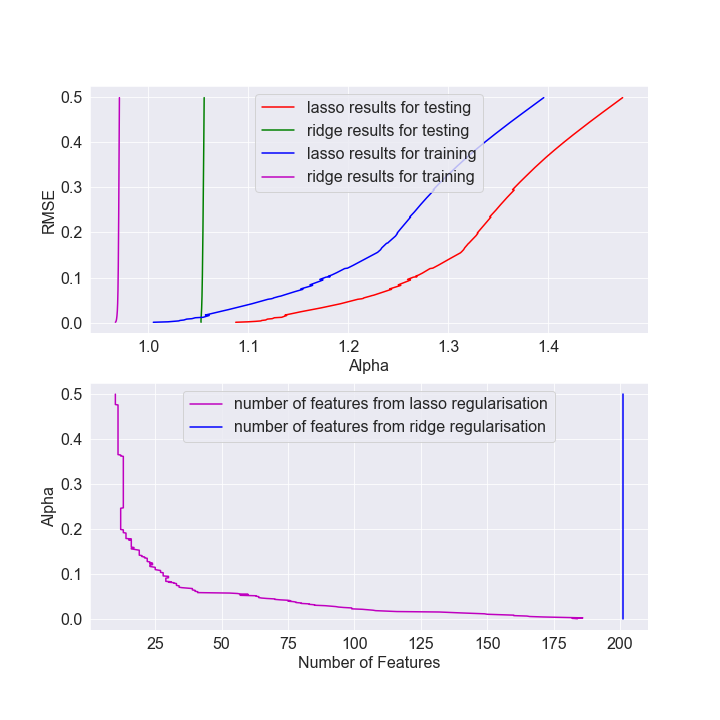 0.5
0.4
0.3
0.2
0.1
0.0
RMSE
lasso results for testing
ridge results for testing
lasso results for training
ridge results for training
1.0 1.1 1.2 1.3 1.4
Alpha
0.5
0.4
0.3
0.2
0.1
0.0
Alpha
number of features from lasso regularisation
number of features from ridge regularisation
25 50 75 100 125 150 175 200
Number of Features